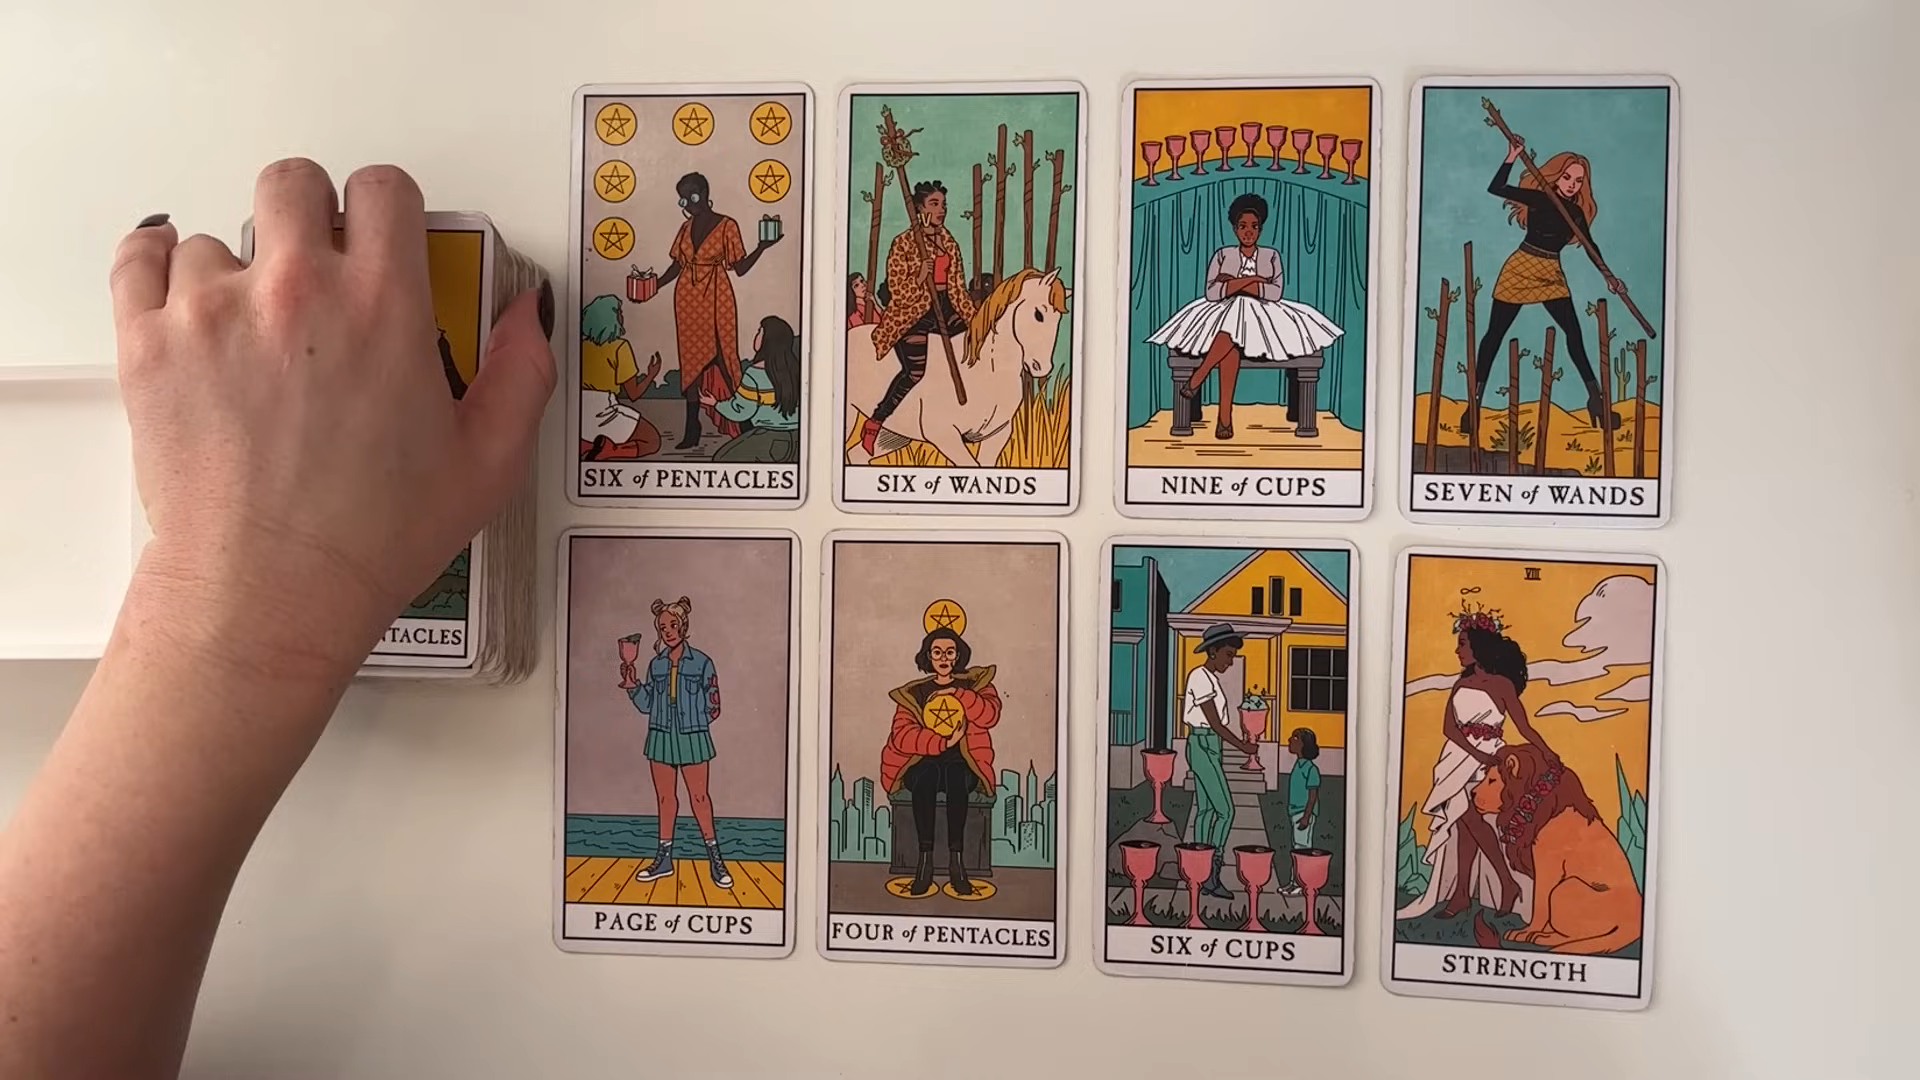 SIX of PENTACLES
SIX of WANDS
NINE of CUPS
SEVEN of WANDS
NTACLES
PAGE of CUPS
FOUR of PENTACLES
SIX of CUPS
VIII
STRENGTH